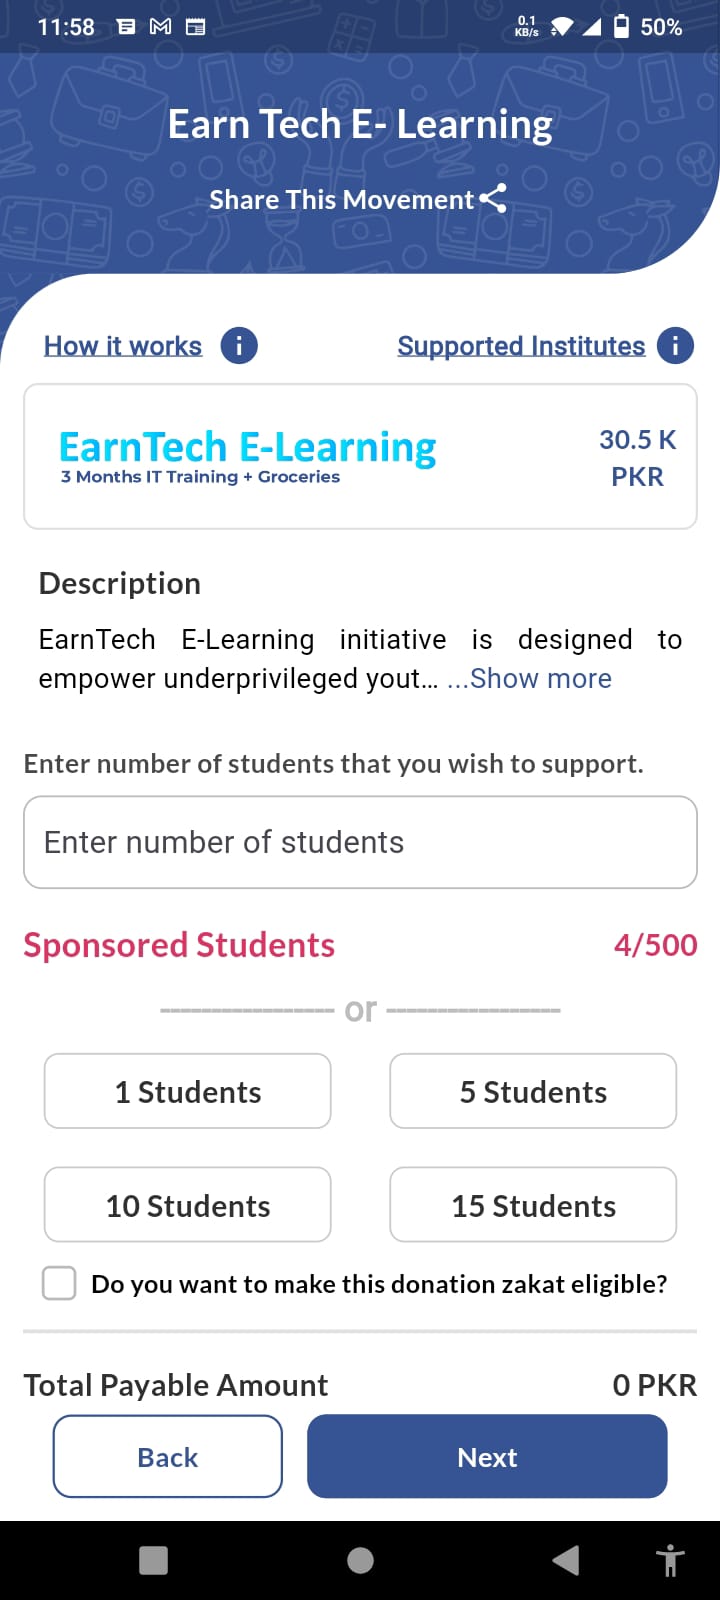 11:58
0.1
KB/s
50%
Earn Tech E- Learning
Share This Movement
How it works
Supported Institutes
EarnTech E-Learning
3 Months IT Training + Groceries
30.5 K
PKR
Description
EarnTech E-Learning initiative is designed to
empower underprivileged yout... ...Show more
Enter number of students that you wish to support.
Enter number of students
Sponsored Students
4/500
or
1 Students
5 Students
10 Students
15 Students
Do you want to make this donation zakat eligible?
Total Payable Amount
0 PKR
Back
Next